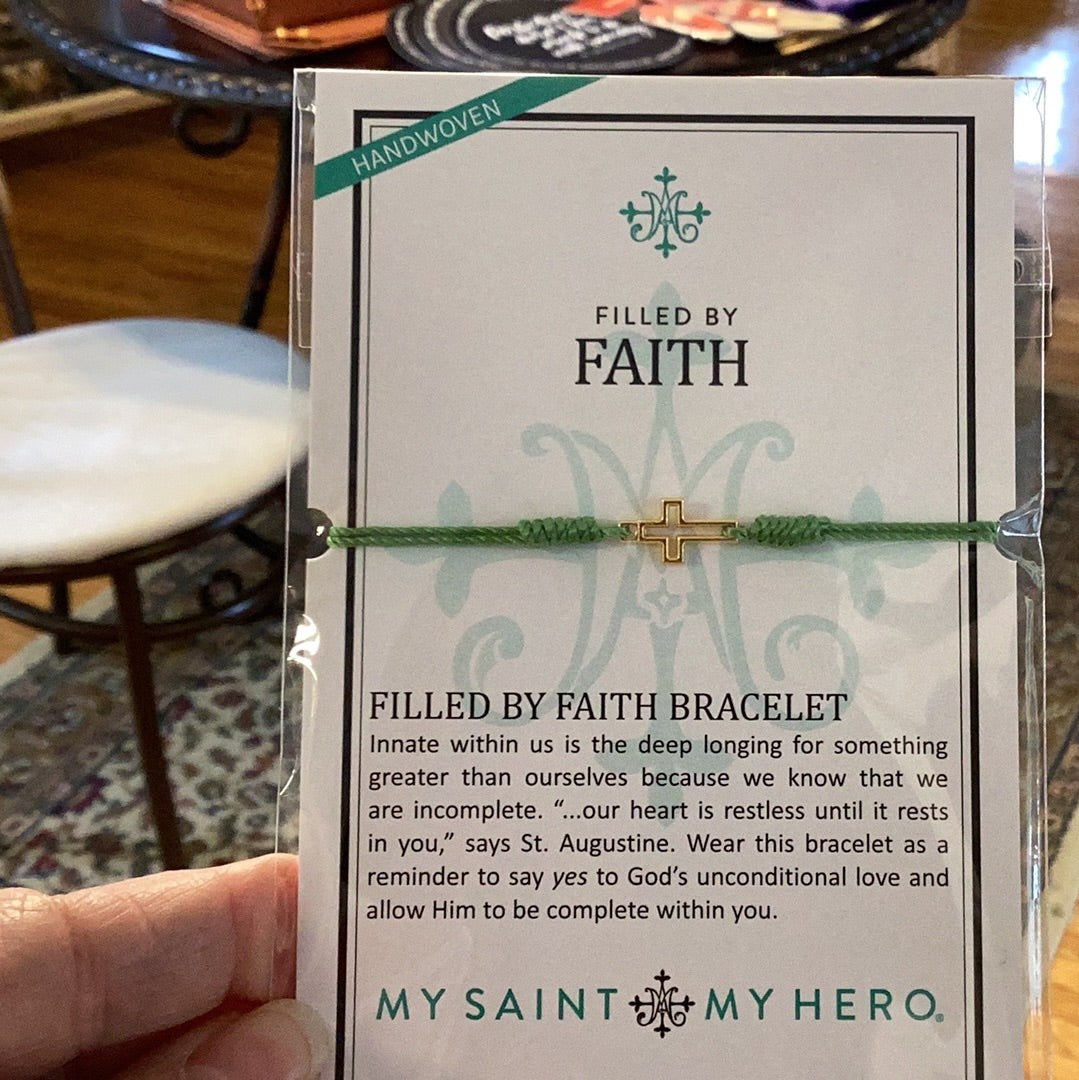 HANDWOVEN
FILLED BY
FAITH
FILLED BY FAITH BRACELET
Innate within us is the deep longing for something
greater than ourselves because we know that we
are incomplete. “...our heart is restless until it rests
in you,” says St. Augustine. Wear this bracelet as a
reminder to say yes to God’s unconditional love and
allow Him to be complete within you.
MY SAINT MY HERO®